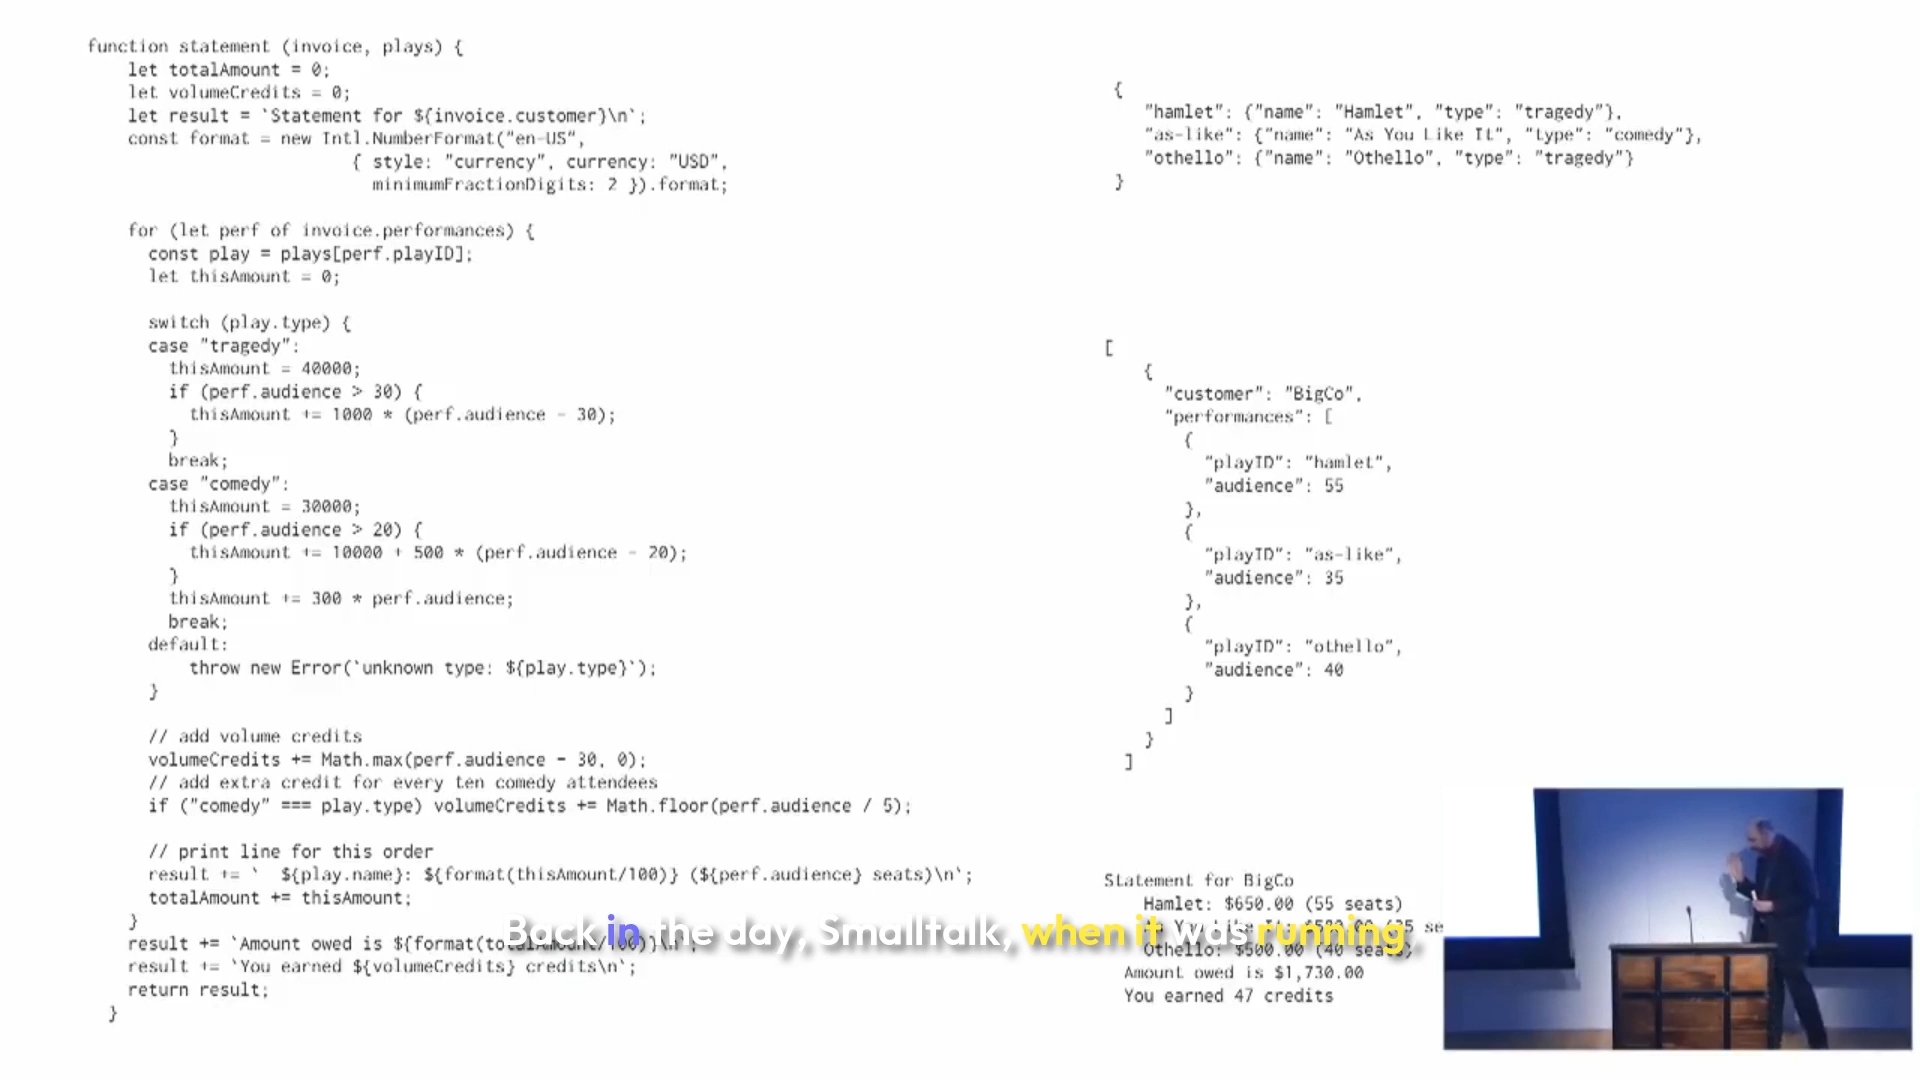 function statement (invoice, plays) {
let totalAmount = 0;
let volumeCredits = 0;
let result = `Statement for ${invoice.customer}\n`;
const format = new Intl.NumberFormat("en-US",
{ style: "currency", currency: "USD",
minimumFractionDigits: 2 }).format;
for (let perf of invoice.performances) {
const play = plays[perf.playID];
let thisAmount = 0;
switch (play.type) {
case "tragedy":
thisAmount = 40000;
if (perf.audience > 30) {
thisAmount += 1000 * (perf.audience - 30);
}
break;
case "comedy":
thisAmount = 30000;
if (perf.audience > 20) {
thisAmount += 10000 + 500 * (perf.audience - 20);
}
thisAmount += 300 * perf.audience;
break;
default:
throw new Error(`unknown type: ${play.type}`);
}
// add volume credits
volumeCredits += Math.max(perf.audience - 30, 0);
// add extra credit for every ten comedy attendees
if ("comedy" === play.type) volumeCredits += Math.floor(perf.audience / 5);
// print line for this order
result += `  ${play.name}: ${format(thisAmount/100)} (${perf.audience} seats)\n`;
totalAmount += thisAmount;
}
result += `Amount owed is ${format(totalAmount/100)}\n`;
result += `You earned ${volumeCredits} credits\n`;
return result;
}
{
"hamlet": {"name": "Hamlet", "type": "tragedy"},
"as-like": {"name": "As You Like It", "type": "comedy"},
"othello": {"name": "Othello", "type": "tragedy"}
}
[
{
"customer": "BigCo",
"performances": [
{
"playID": "hamlet",
"audience": 55
},
{
"playID": "as-like",
"audience": 35
},
{
"playID": "othello",
"audience": 40
}
]
}
]
Statement for BigCo
Hamlet: $650.00 (55 seats)
As You Like It: $580.00 (35 se
Othello: $500.00 (40 seats)
Amount owed is $1,730.00
You earned 47 credits
Back in the day, Smalltalk, when it was running,